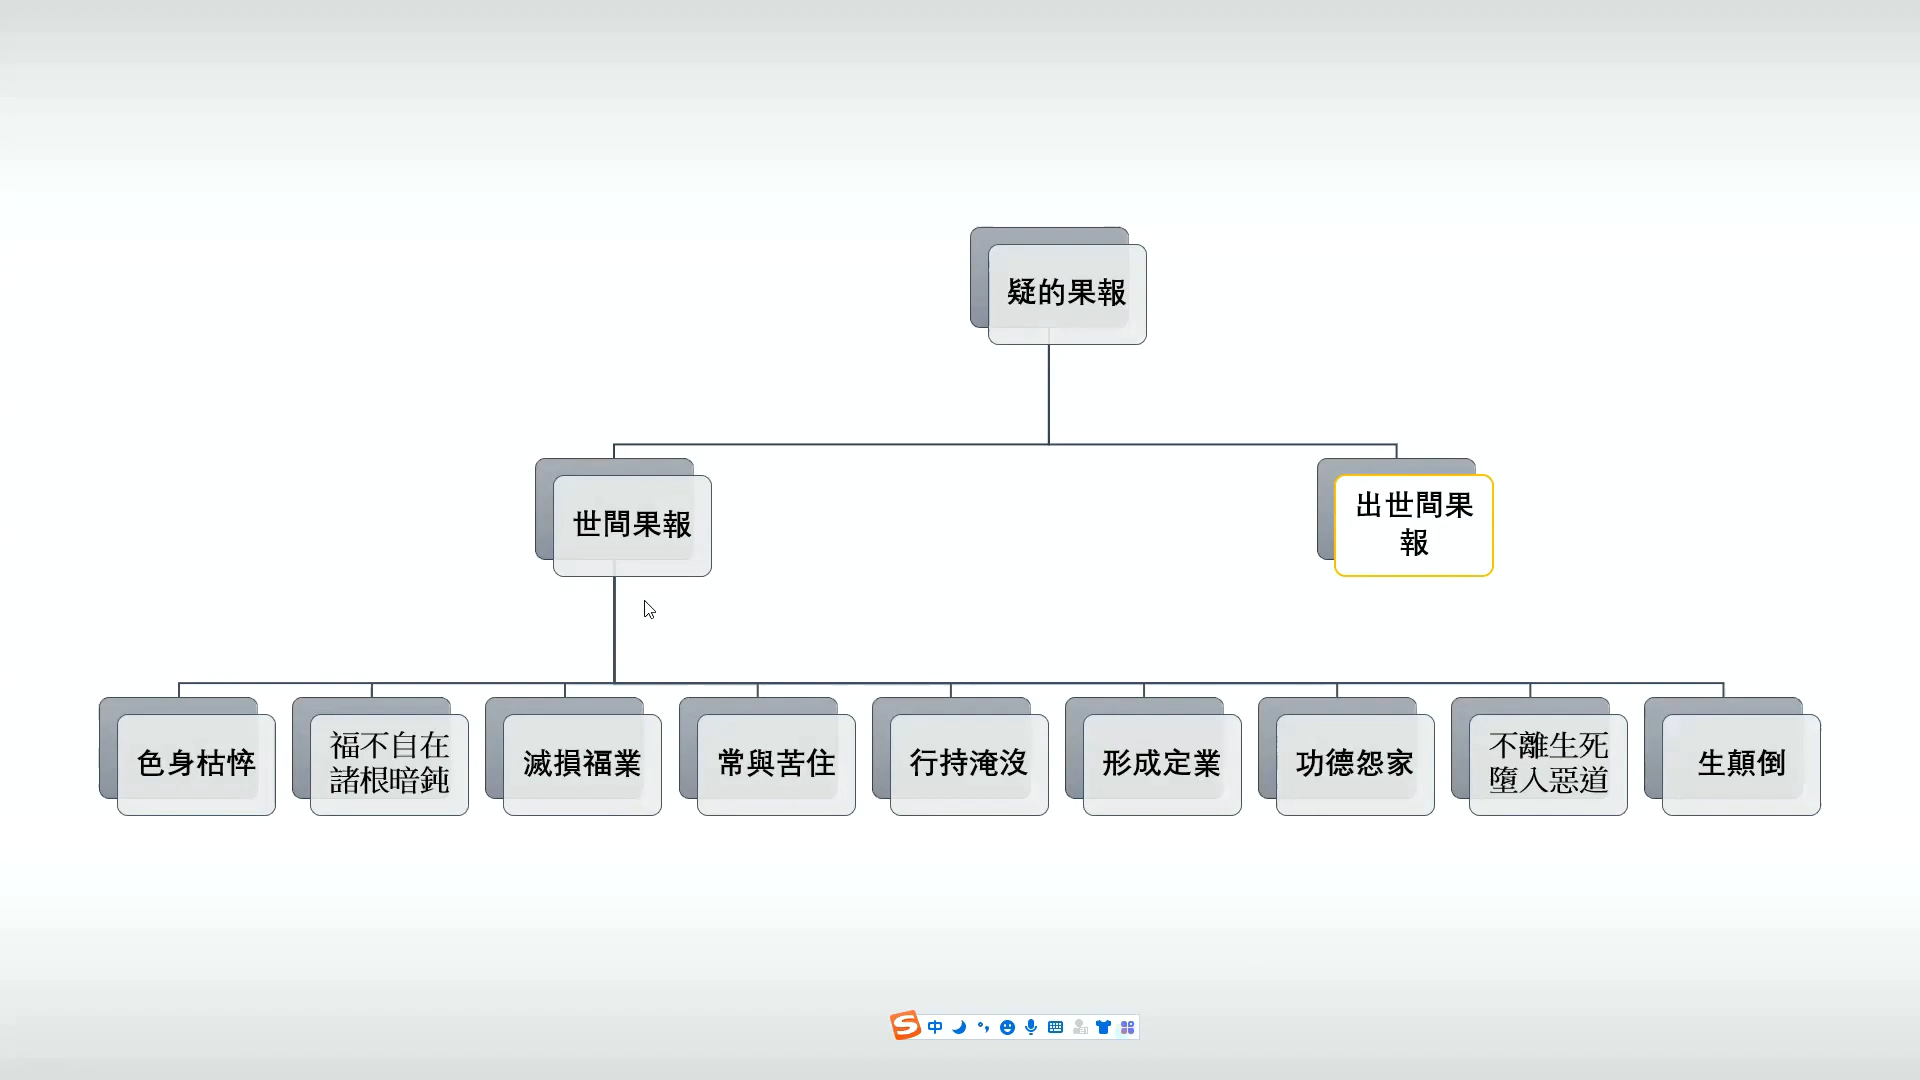 疑的果報
世間果報
出世間果
報
色身枯悴
福不自在
諸根暗鈍
滅損福業
常與苦住
行持淹沒
形成定業
功德怨家
不離生死
墮入惡道
生顛倒
中